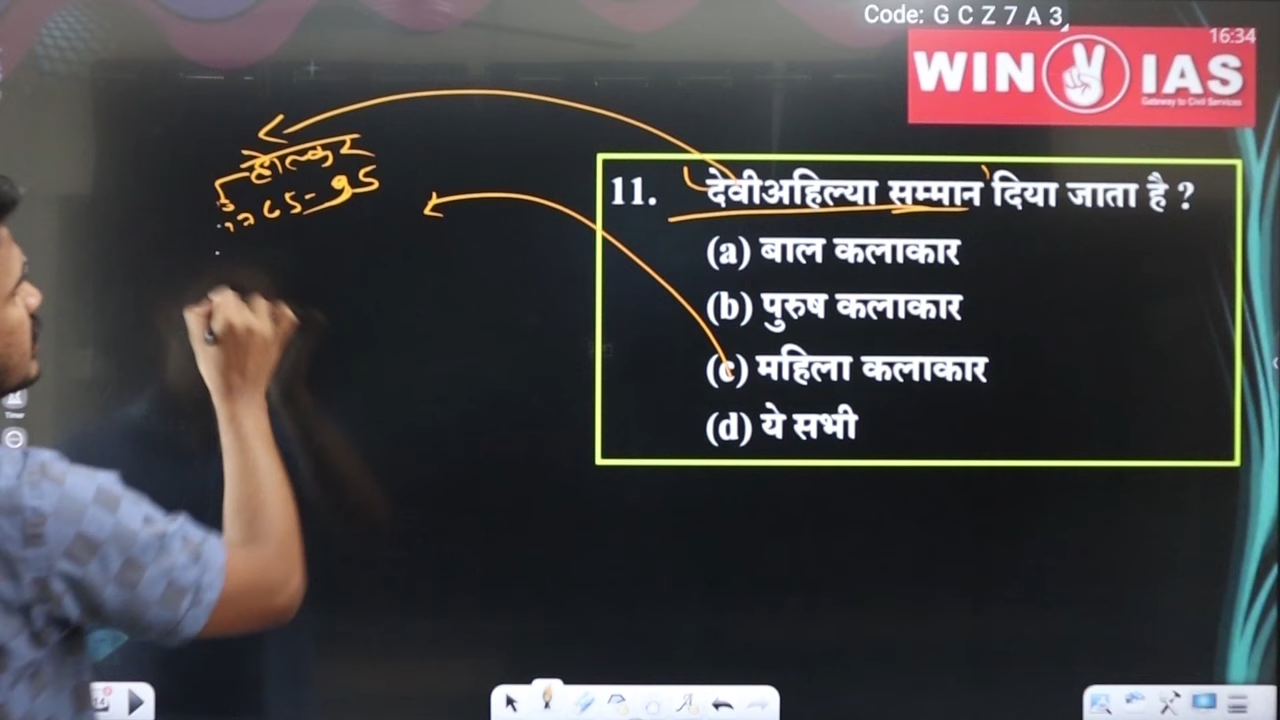 Code: G C Z 7 A 3
16:34
WIN IAS
Gateway to Civil Services
होल्कर
1765-95
11. देवीअहिल्या सम्मान दिया जाता है ?
(a) बाल कलाकार
(b) पुरुष कलाकार
(c) महिला कलाकार
(d) ये सभी
Timer